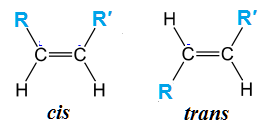 R R′ H R′
C=C C=C
H H R H
cis trans